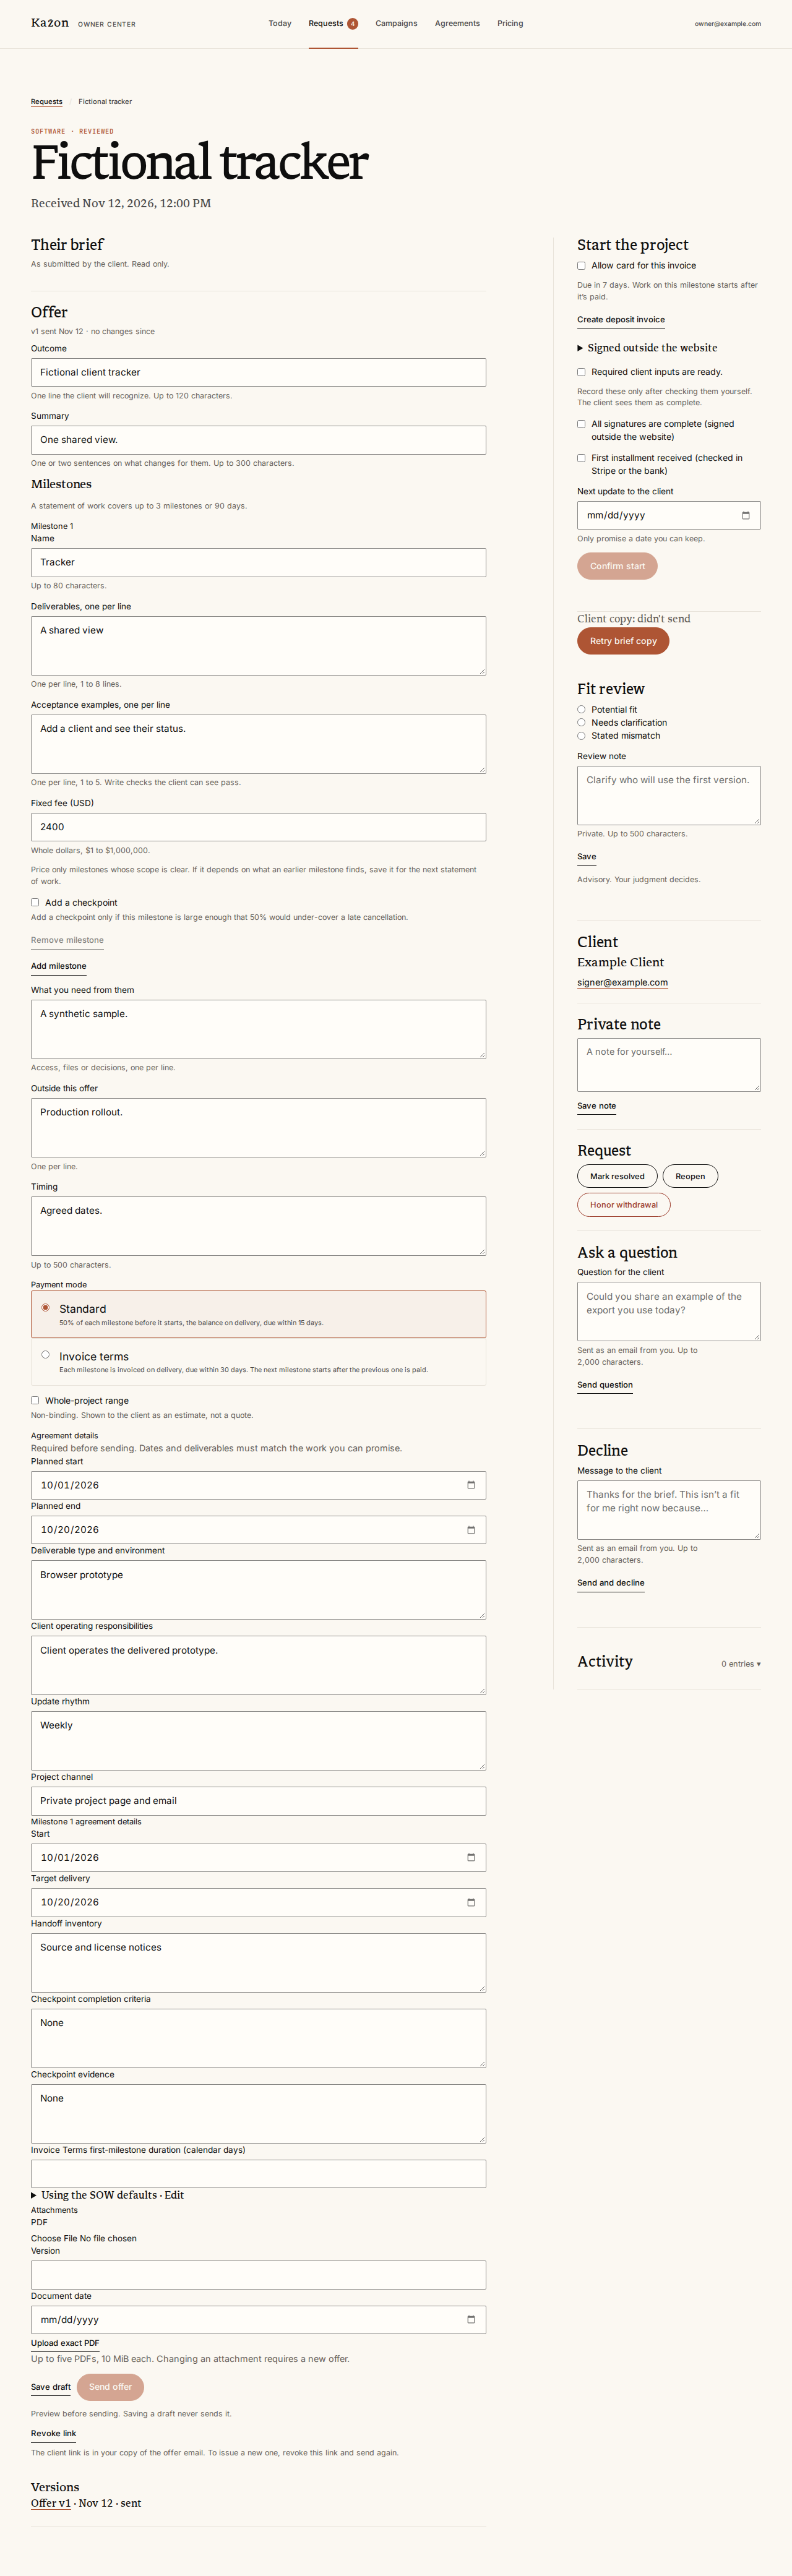 Kazon OWNER CENTER
Today
Requests 4
Campaigns
Agreements
Pricing
owner@example.com
Requests / Fictional tracker
SOFTWARE · REVIEWED
Fictional tracker
Received Nov 12, 2026, 12:00 PM
Their brief
As submitted by the client. Read only.
Offer
v1 sent Nov 12 · no changes since
Outcome
Fictional client tracker
One line the client will recognize. Up to 120 characters.
Summary
One shared view.
One or two sentences on what changes for them. Up to 300 characters.
Milestones
A statement of work covers up to 3 milestones or 90 days.
Milestone 1
Name
Tracker
Up to 80 characters.
Deliverables, one per line
A shared view
One per line, 1 to 8 lines.
Acceptance examples, one per line
Add a client and see their status.
One per line, 1 to 5. Write checks the client can see pass.
Fixed fee (USD)
2400
Whole dollars, $1 to $1,000,000.
Price only milestones whose scope is clear. If it depends on what an earlier milestone finds, save it for the next statement
of work.
Add a checkpoint
Add a checkpoint only if this milestone is large enough that 50% would under-cover a late cancellation.
Remove milestone
Add milestone
What you need from them
A synthetic sample.
Access, files or decisions, one per line.
Outside this offer
Production rollout.
One per line.
Timing
Agreed dates.
Up to 500 characters.
Payment mode
Standard
50% of each milestone before it starts, the balance on delivery, due within 15 days.
Invoice terms
Each milestone is invoiced on delivery, due within 30 days. The next milestone starts after the previous one is paid.
Whole-project range
Non-binding. Shown to the client as an estimate, not a quote.
Agreement details
Required before sending. Dates and deliverables must match the work you can promise.
Planned start
10/01/2026
Planned end
10/20/2026
Deliverable type and environment
Browser prototype
Client operating responsibilities
Client operates the delivered prototype.
Update rhythm
Weekly
Project channel
Private project page and email
Milestone 1 agreement details
Start
10/01/2026
Target delivery
10/20/2026
Handoff inventory
Source and license notices
Checkpoint completion criteria
None
Checkpoint evidence
None
Invoice Terms first-milestone duration (calendar days)
▶ Using the SOW defaults · Edit
Attachments
PDF
Choose File No file chosen
Version
Document date
mm/dd/yyyy
Upload exact PDF
Up to five PDFs, 10 MiB each. Changing an attachment requires a new offer.
Save draft
Send offer
Preview before sending. Saving a draft never sends it.
Revoke link
The client link is in your copy of the offer email. To issue a new one, revoke this link and send again.
Versions
Offer v1 · Nov 12 · sent
Start the project
Allow card for this invoice
Due in 7 days. Work on this milestone starts after
it's paid.
Create deposit invoice
▶ Signed outside the website
Required client inputs are ready.
Record these only after checking them yourself.
The client sees them as complete.
All signatures are complete (signed
outside the website)
First installment received (checked in
Stripe or the bank)
Next update to the client
mm/dd/yyyy
Only promise a date you can keep.
Confirm start
Client copy: didn't send
Retry brief copy
Fit review
Potential fit
Needs clarification
Stated mismatch
Review note
Clarify who will use the first version.
Private. Up to 500 characters.
Save
Advisory. Your judgment decides.
Client
Example Client
signer@example.com
Private note
A note for yourself…
Save note
Request
Mark resolved
Reopen
Honor withdrawal
Ask a question
Question for the client
Could you share an example of the
export you use today?
Sent as an email from you. Up to
2,000 characters.
Send question
Decline
Message to the client
Thanks for the brief. This isn't a fit
for me right now because…
Sent as an email from you. Up to
2,000 characters.
Send and decline
Activity
0 entries ▾